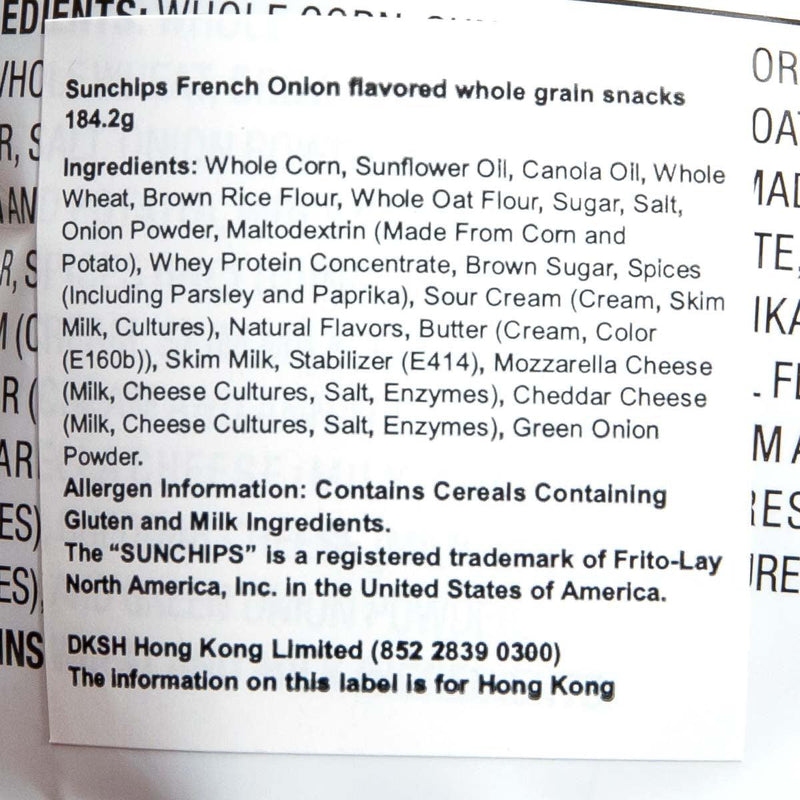 EDIENTS: WHOLE CORN, SUN
Sunchips French Onion flavored whole grain snacks
184.2g
Ingredients: Whole Corn, Sunflower Oil, Canola Oil, Whole
Wheat, Brown Rice Flour, Whole Oat Flour, Sugar, Salt,
Onion Powder, Maltodextrin (Made From Corn and
Potato), Whey Protein Concentrate, Brown Sugar, Spices
(Including Parsley and Paprika), Sour Cream (Cream, Skim
Milk, Cultures), Natural Flavors, Butter (Cream, Color
(E160b)), Skim Milk, Stabilizer (E414), Mozzarella Cheese
(Milk, Cheese Cultures, Salt, Enzymes), Cheddar Cheese
(Milk, Cheese Cultures, Salt, Enzymes), Green Onion
Powder.
Allergen Information: Contains Cereals Containing
Gluten and Milk Ingredients.
The “SUNCHIPS” is a registered trademark of Frito-Lay
North America, Inc. in the United States of America.
DKSH Hong Kong Limited (852 2839 0300)
The information on this label is for Hong Kong